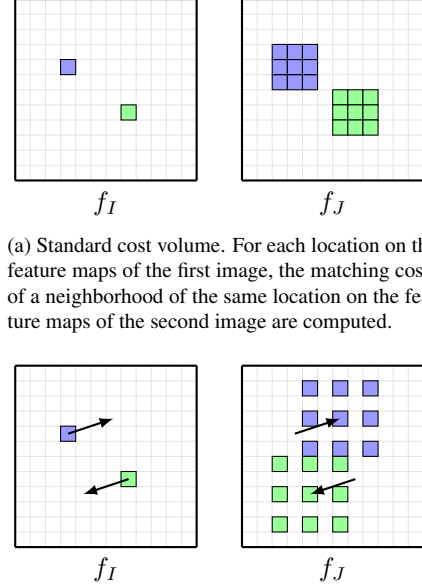 f_I f_J
(a) Standard cost volume. For each location on th
feature maps of the first image, the matching cos
of a neighborhood of the same location on the fea
ture maps of the second image are computed.
f_I f_J